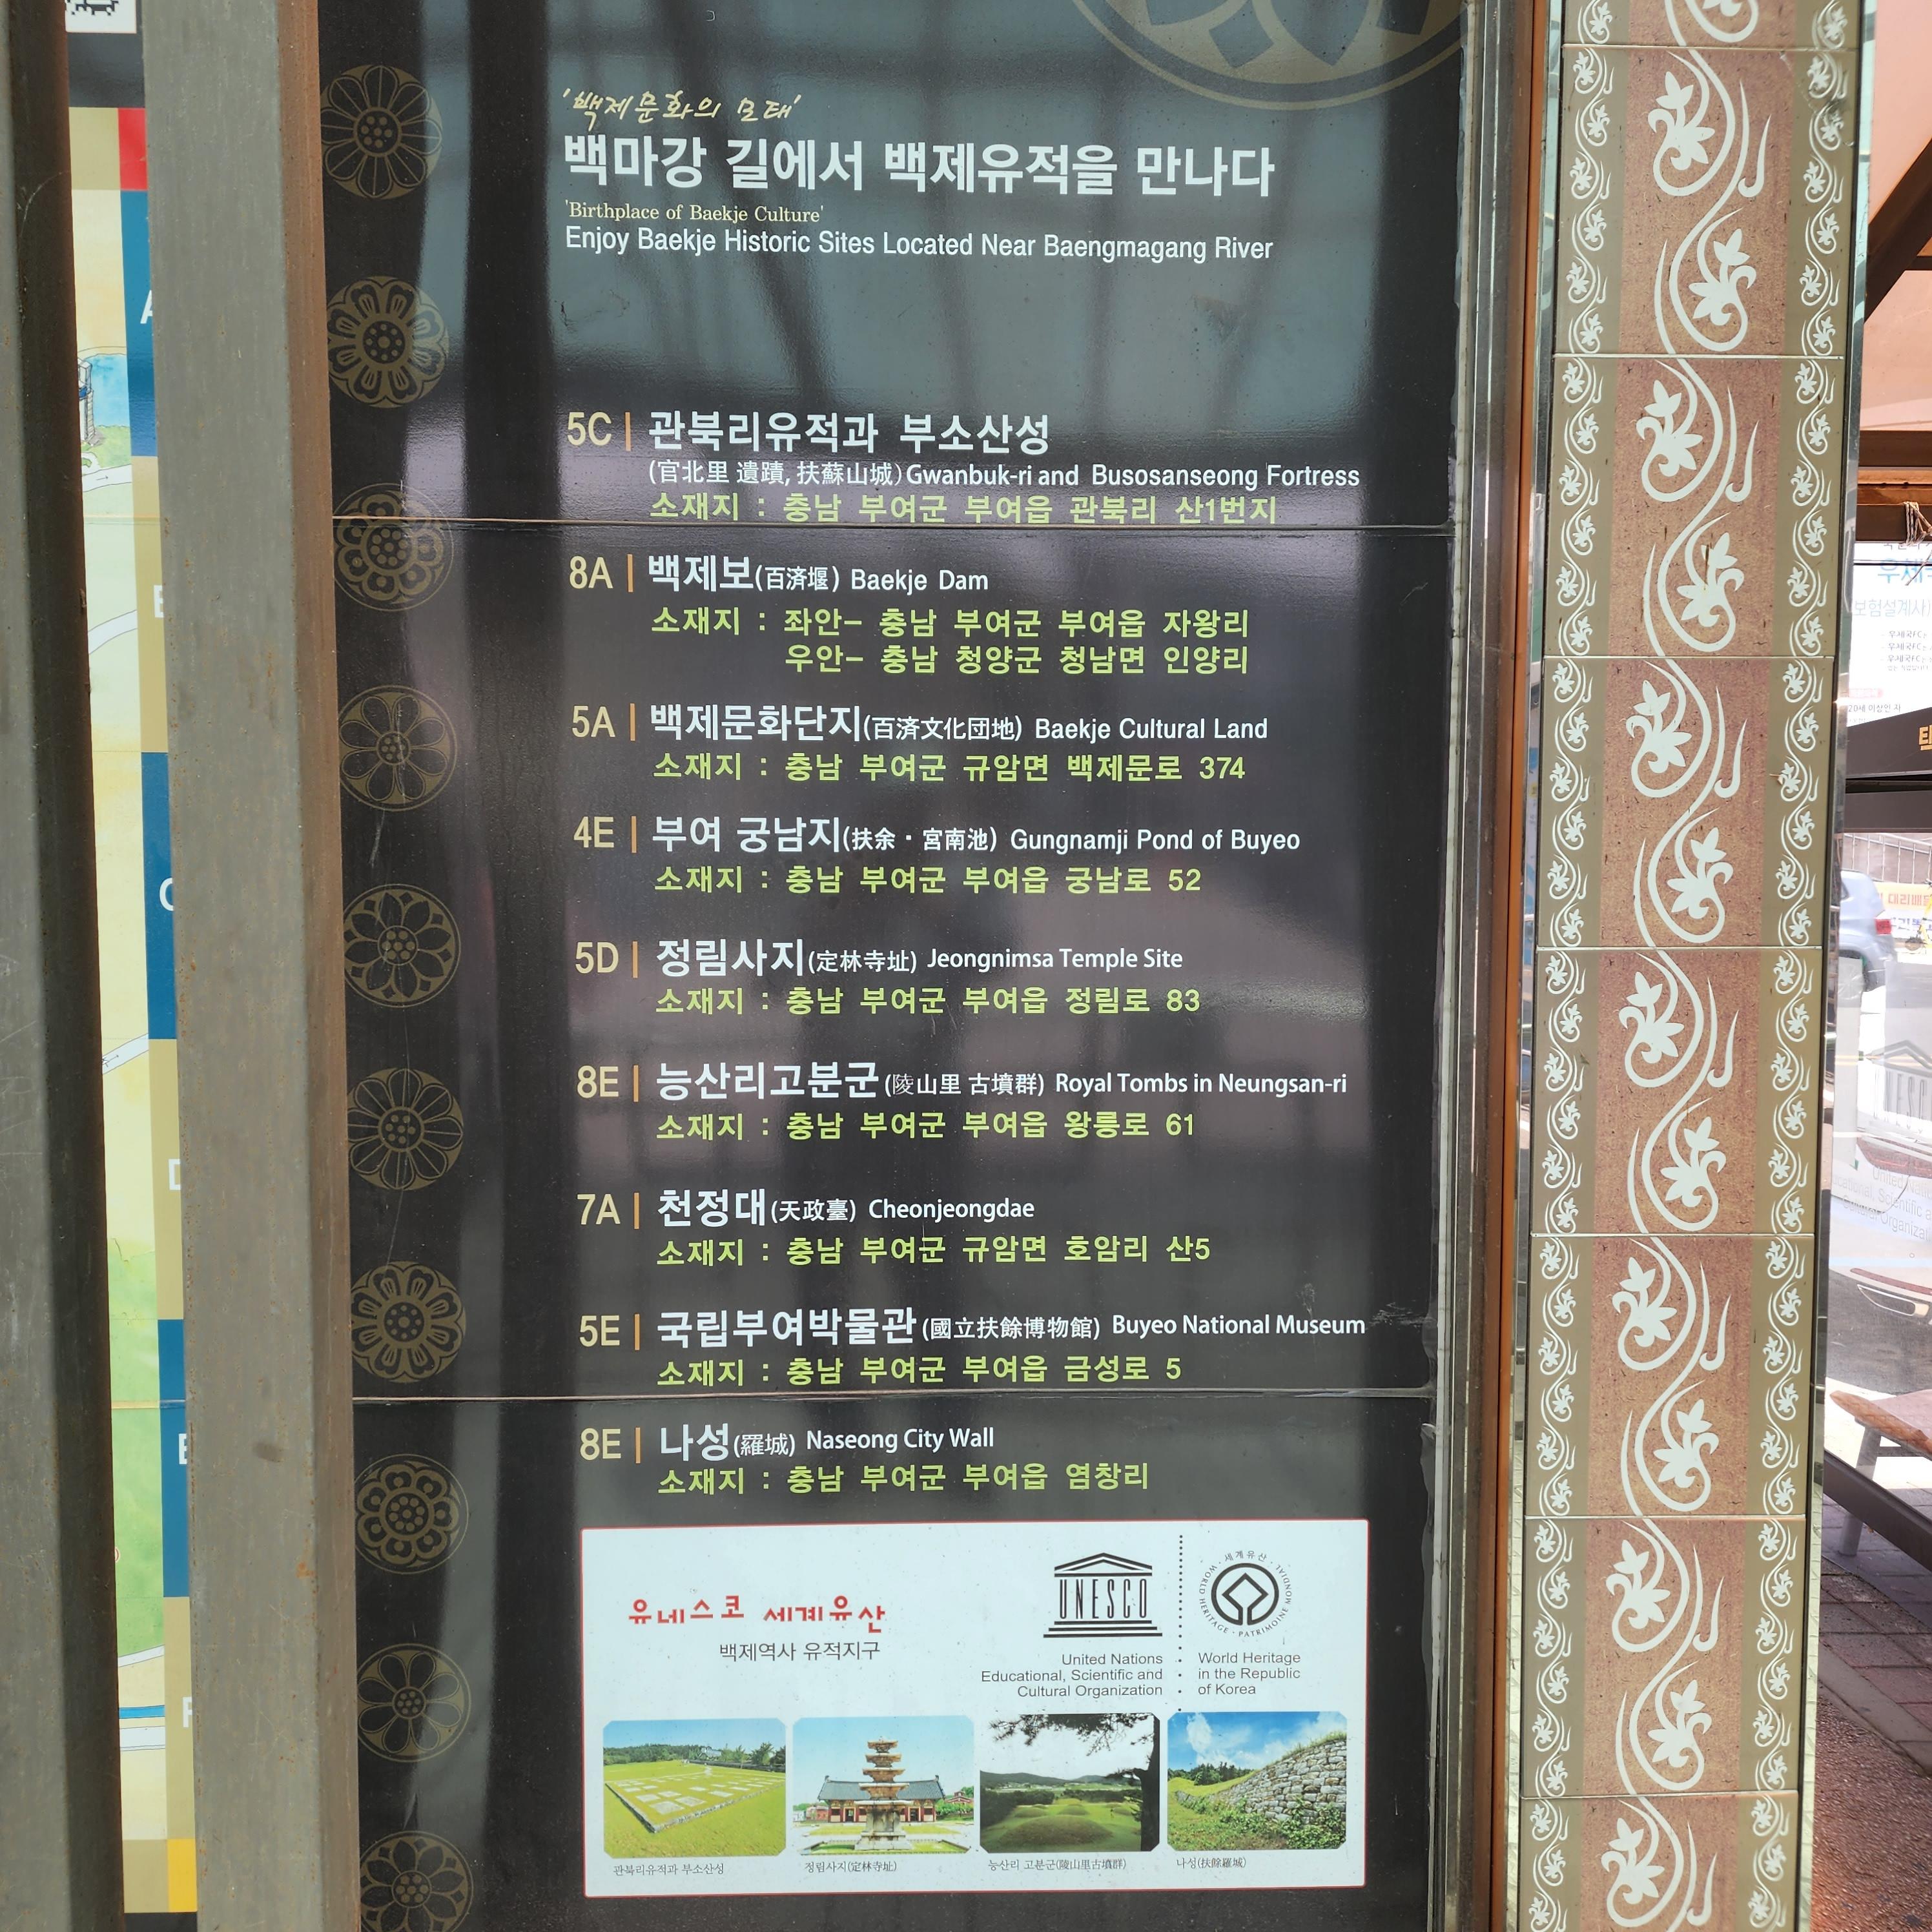 '백제문화의 모태'
백마강 길에서 백제유적을 만나다
'Birthplace of Baekje Culture'
Enjoy Baekje Historic Sites Located Near Baengmagang River
5C | 관북리유적과 부소산성
(官北里 遺蹟, 扶蘇山城) Gwanbuk-ri and Busosanseong Fortress
소재지 : 충남 부여군 부여읍 관북리 산1번지
8A | 백제보(百済堰) Baekje Dam
소재지 : 좌안- 충남 부여군 부여읍 자왕리
우안- 충남 청양군 청남면 인양리
5A | 백제문화단지(百済文化団地) Baekje Cultural Land
소재지 : 충남 부여군 규암면 백제문로 374
4E | 부여 궁남지(扶余・宮南池) Gungnamji Pond of Buyeo
소재지 : 충남 부여군 부여읍 궁남로 52
5D | 정림사지(定林寺址) Jeongnimsa Temple Site
소재지 : 충남 부여군 부여읍 정림로 83
8E | 능산리고분군(陵山里 古墳群) Royal Tombs in Neungsan-ri
소재지 : 충남 부여군 부여읍 왕릉로 61
7A | 천정대(天政臺) Cheonjeongdae
소재지 : 충남 부여군 규암면 호암리 산5
5E | 국립부여박물관(國立扶餘博物館) Buyeo National Museum
소재지 : 충남 부여군 부여읍 금성로 5
8E | 나성(羅城) Naseong City Wall
소재지 : 충남 부여군 부여읍 염창리
유네스코 세계유산
백제역사 유적지구
UNESCO
United Nations
Educational, Scientific and
Cultural Organization
세계유산 · WORLD HERITAGE · PATRIMOINE MONDIAL
World Heritage
in the Republic
of Korea
관북리유적과 부소산성
정림사지(定林寺址)
능산리 고분군(陵山里古墳群)
나성(扶餘羅城)